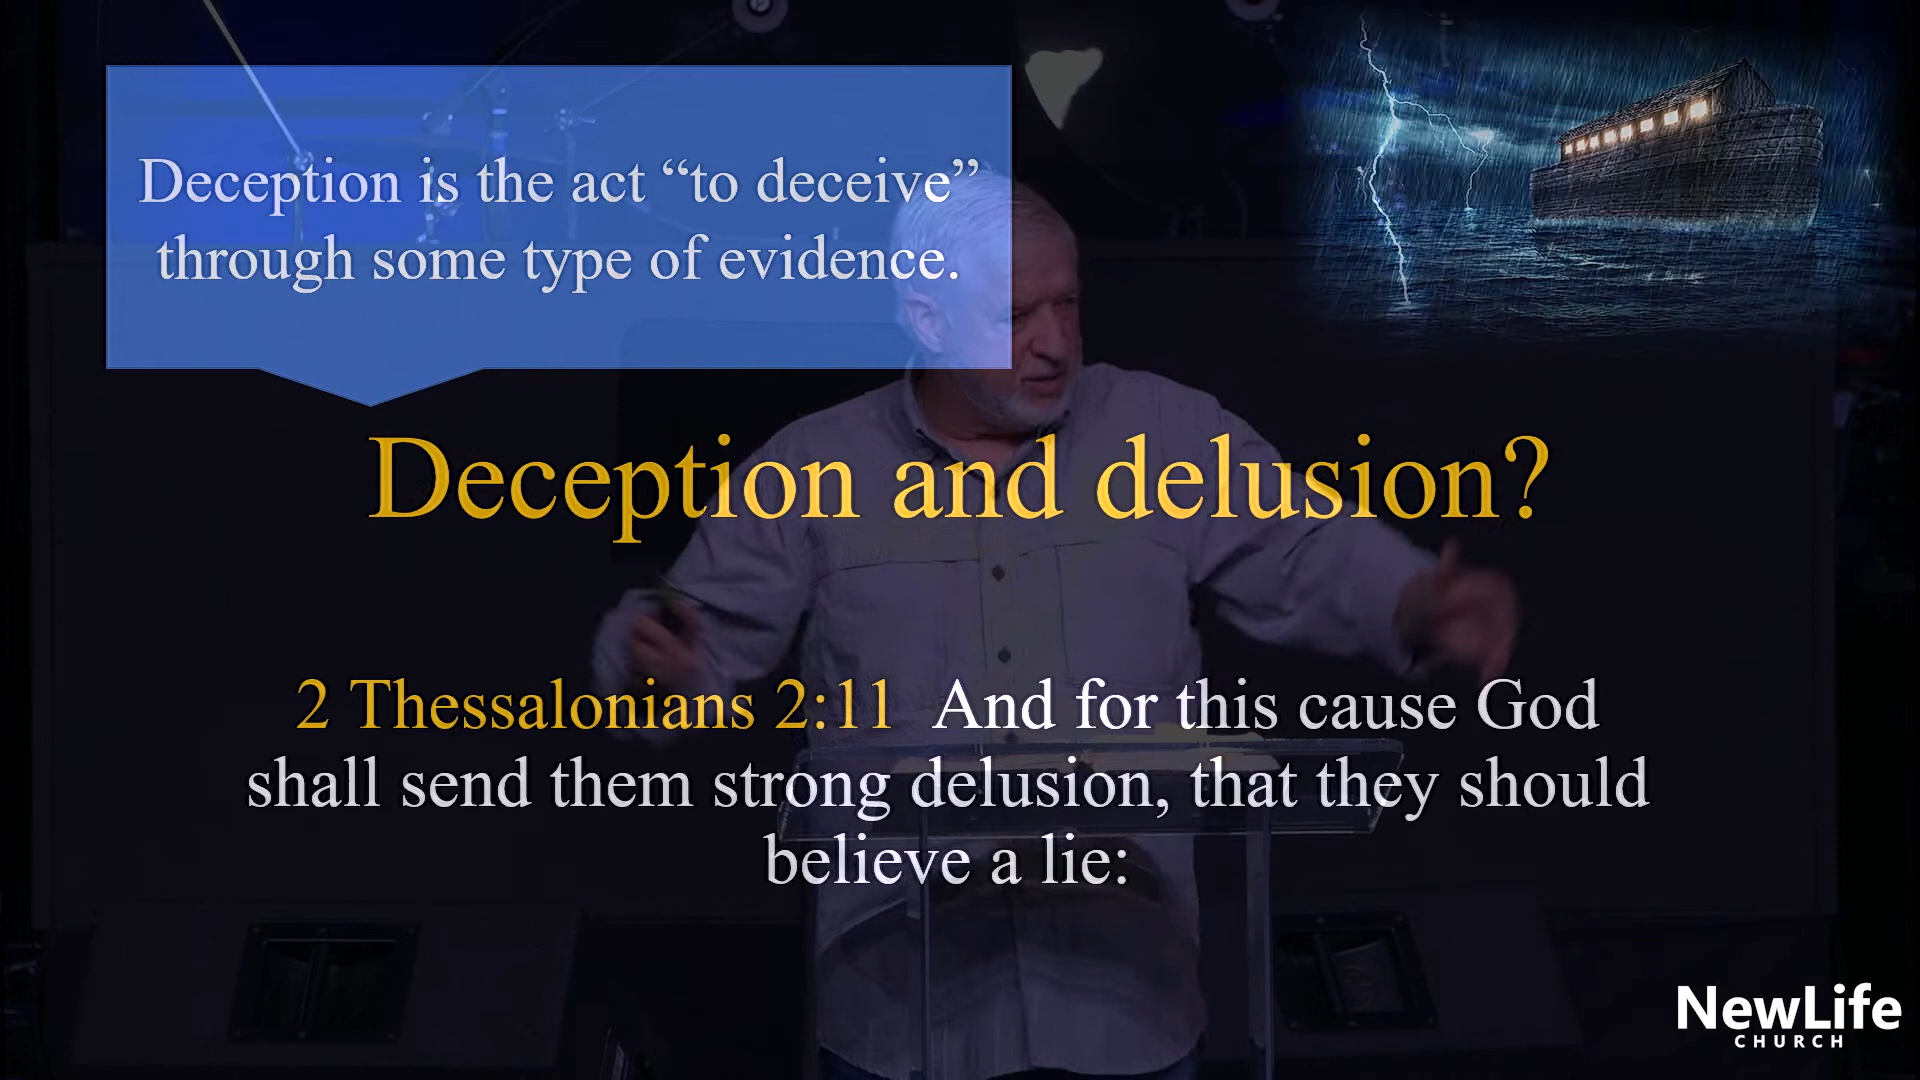 Deception is the act “to deceive”
through some type of evidence.
Deception and delusion?
2 Thessalonians 2:11  And for this cause God
shall send them strong delusion, that they should
believe a lie:
NewLife
CHURCH